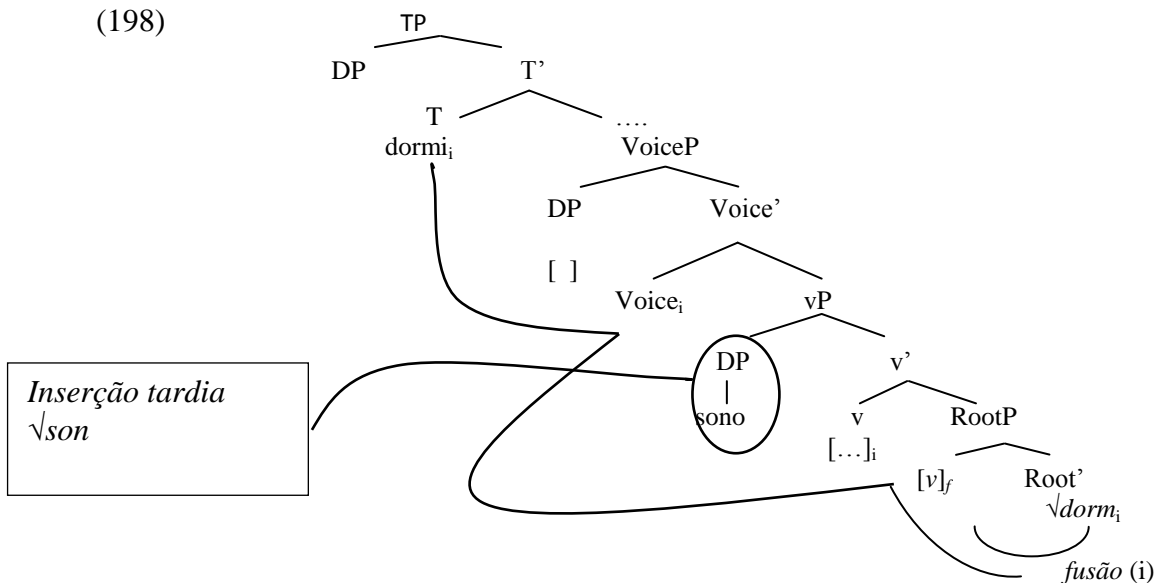 (198)
TP
DP T’
T ….
dormiᵢ VoiceP
DP Voice’
[ ]
Voiceᵢ vP
DP v’
Inserção tardia
√son
sono v RootP
[…]ᵢ
[v]f Root’
√dormᵢ
fusão (i)